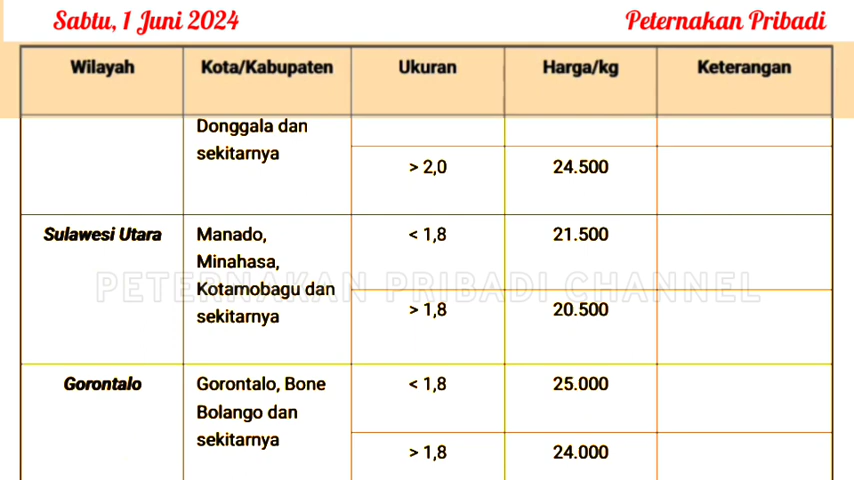 Sabtu, 1 Juni 2024
Peternakan Pribadi
Wilayah Kota/Kabupaten Ukuran Harga/kg Keterangan
Donggala dan
sekitarnya
> 2,0 24.500
Sulawesi Utara Manado, < 1,8 21.500
Minahasa,
PETERNAKAN PRIBADI CHANNEL
Kotamobagu dan
sekitarnya > 1,8 20.500
Gorontalo Gorontalo, Bone < 1,8 25.000
Bolango dan
sekitarnya
> 1,8 24.000